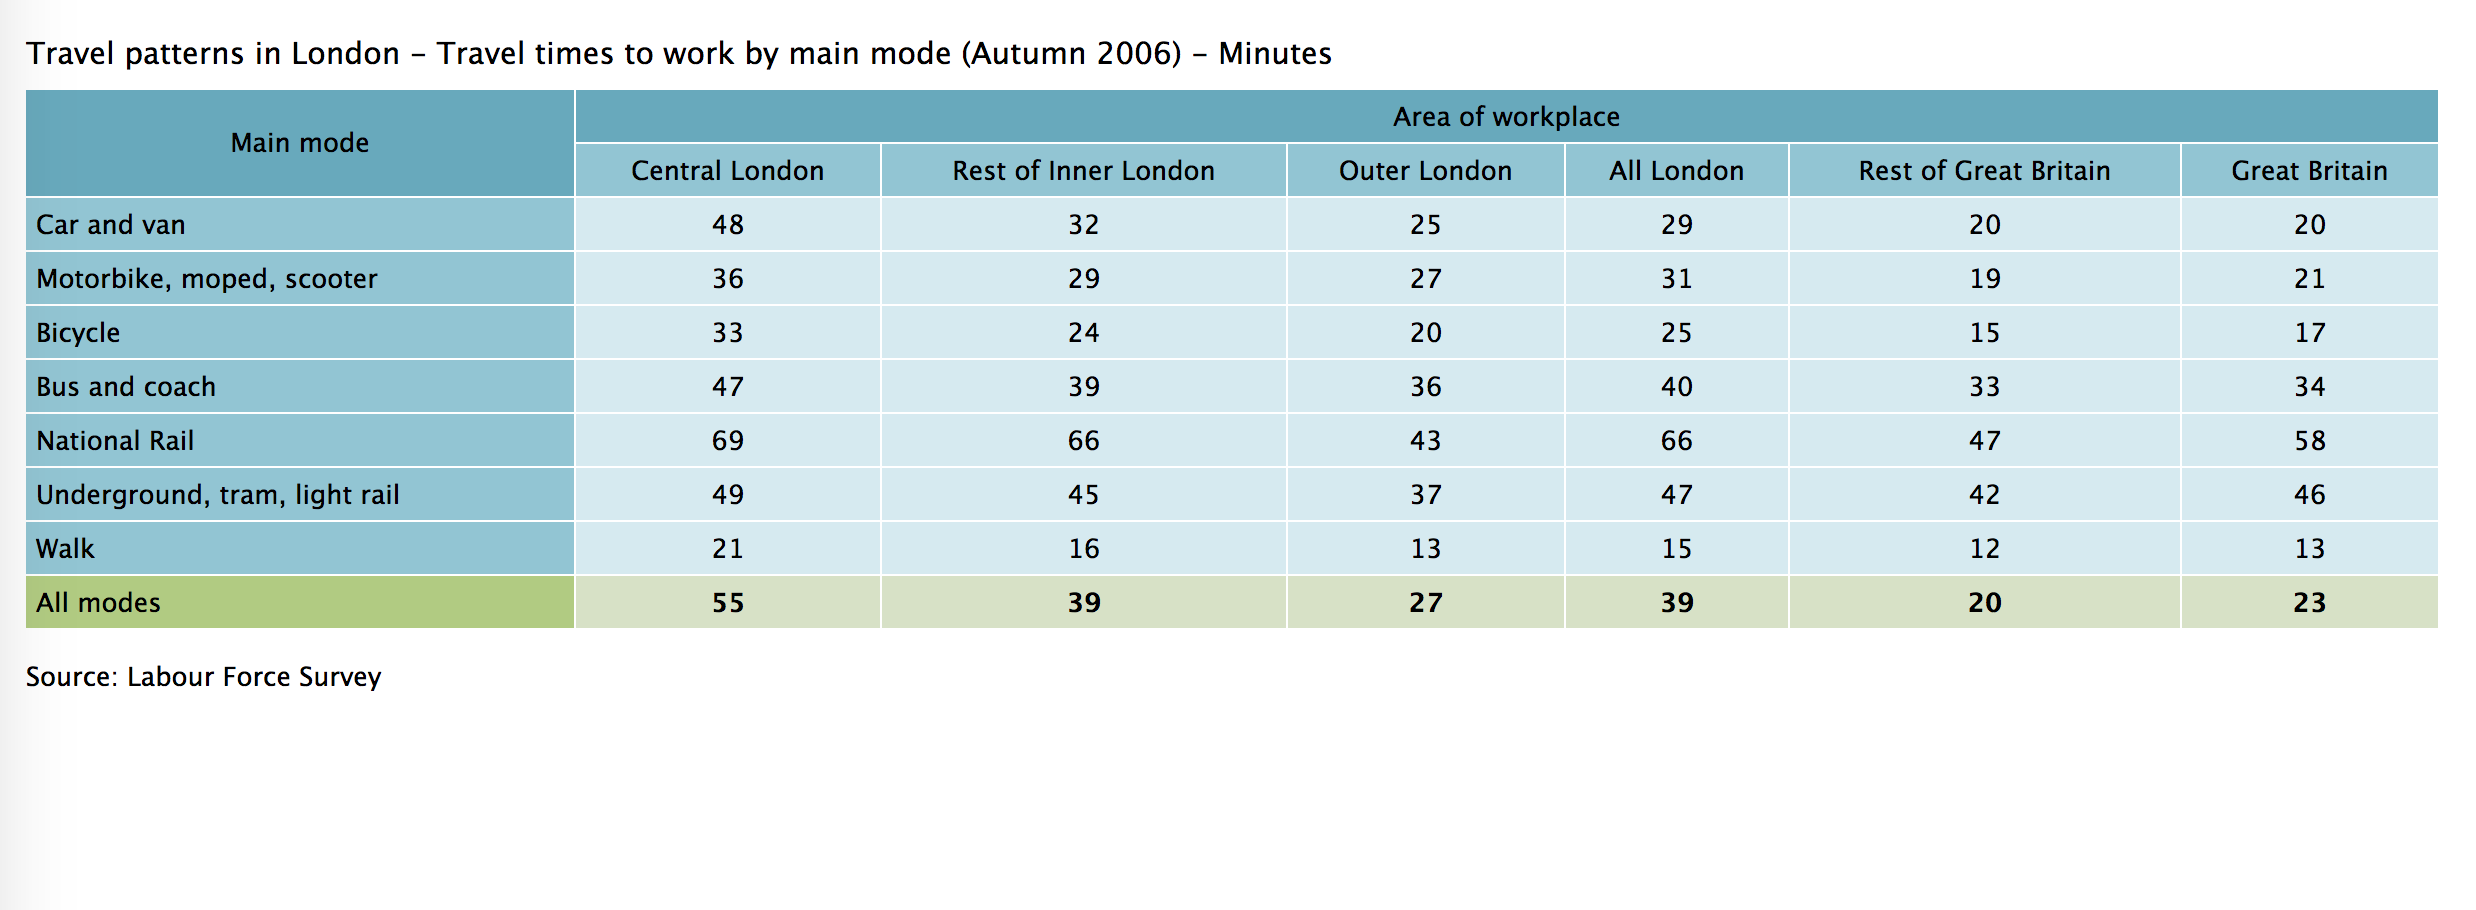 Travel patterns in London – Travel times to work by main mode (Autumn 2006) – Minutes
Main mode
Area of workplace
Central London Rest of Inner London Outer London All London Rest of Great Britain Great Britain
Car and van 48 32 25 29 20 20
Motorbike, moped, scooter 36 29 27 31 19 21
Bicycle 33 24 20 25 15 17
Bus and coach 47 39 36 40 33 34
National Rail 69 66 43 66 47 58
Underground, tram, light rail 49 45 37 47 42 46
Walk 21 16 13 15 12 13
All modes 55 39 27 39 20 23
Source: Labour Force Survey